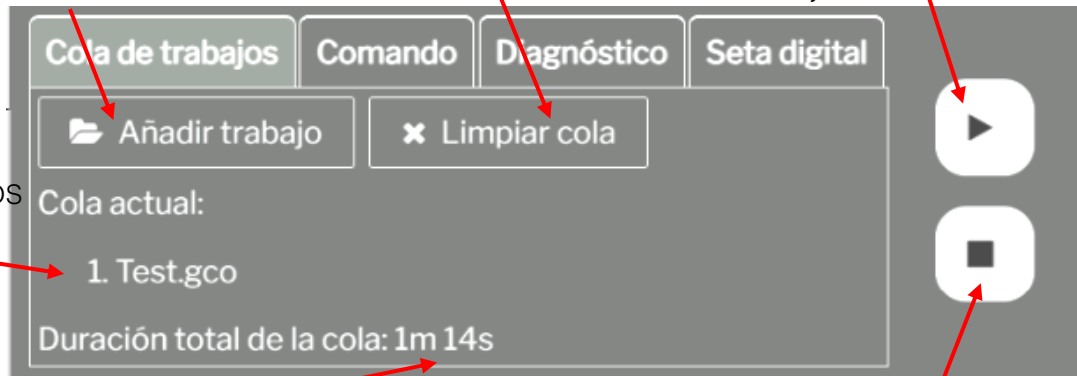 Cola de trabajos Comando Diagnóstico Seta digital
Añadir trabajo Limpiar cola
Cola actual:
1. Test.gco
Duración total de la cola: 1m 14s